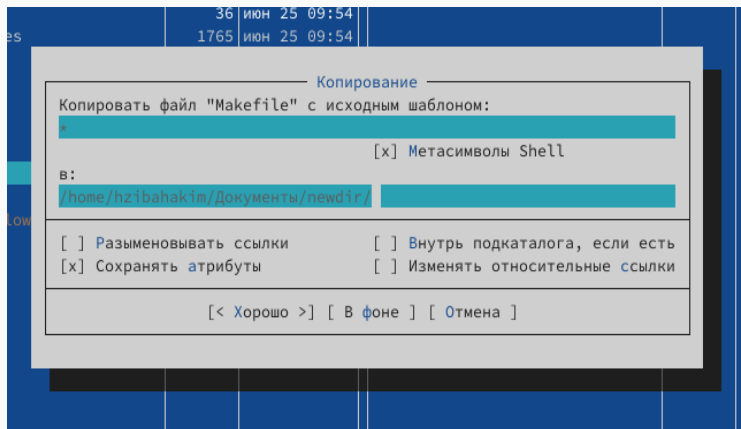 36 июн 25 09:54
es 1765 июн 25 09:54
Копирование
Копировать файл "Makefile" с исходным шаблоном:
*
[x] Метасимволы Shell
в:
/home/hzibahakim/Документы/newdir/
low
[ ] Разыменовывать ссылки [ ] Внутрь подкаталога, если есть
[x] Сохранять атрибуты [ ] Изменять относительные ссылки
[< Хорошо >] [ В фоне ] [ Отмена ]